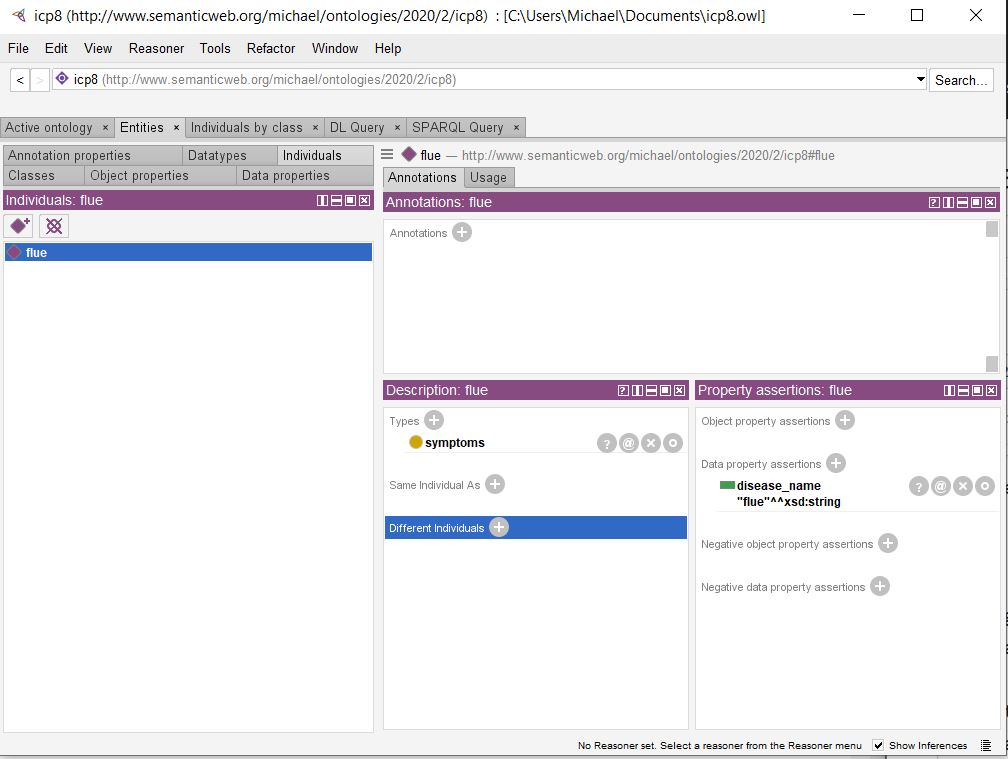 icp8 (http://www.semanticweb.org/michael/ontologies/2020/2/icp8) : [C:\Users\Michael\Documents\icp8.owl]
File Edit View Reasoner Tools Refactor Window Help
< > icp8 (http://www.semanticweb.org/michael/ontologies/2020/2/icp8) Search...
Active ontology × Entities × Individuals by class × DL Query × SPARQL Query ×
Annotation properties Datatypes Individuals
Classes Object properties Data properties
Individuals: flue
flue
flue — http://www.semanticweb.org/michael/ontologies/2020/2/icp8#flue
Annotations Usage
Annotations: flue
Annotations
Description: flue
Types
symptoms
Same Individual As
Different Individuals
Property assertions: flue
Object property assertions
Data property assertions
disease_name
"flue"^^xsd:string
Negative object property assertions
Negative data property assertions
No Reasoner set. Select a reasoner from the Reasoner menu Show Inferences